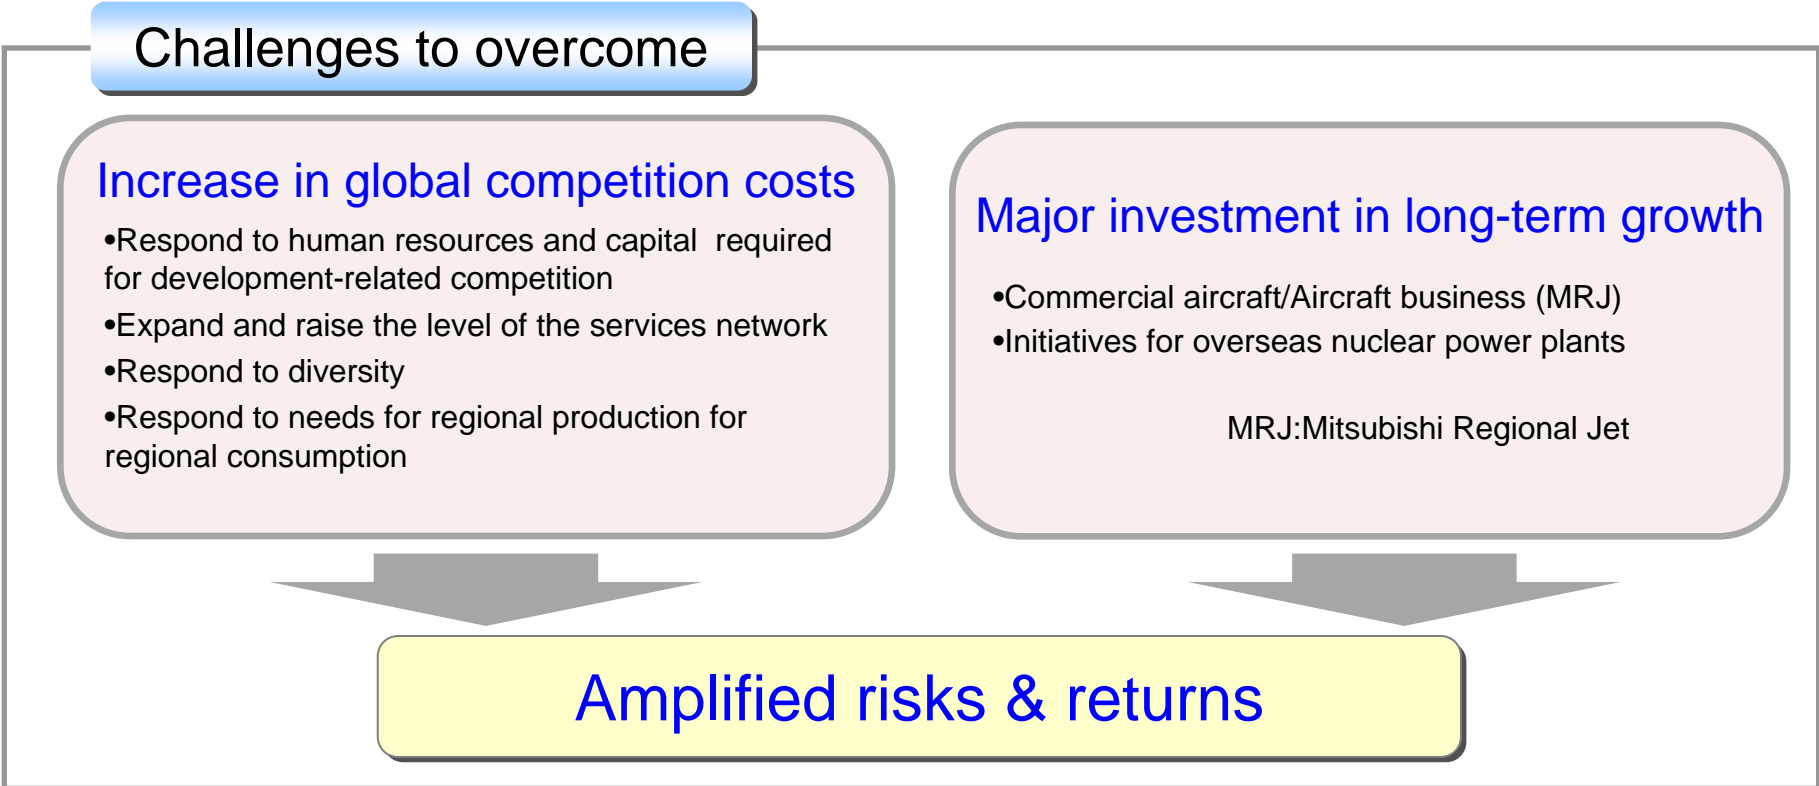 Challenges to overcome
Increase in global competition costs
•Respond to human resources and capital  required
for development-related competition
•Expand and raise the level of the services network
•Respond to diversity
•Respond to needs for regional production for
regional consumption
Major investment in long-term growth
•Commercial aircraft/Aircraft business (MRJ)
•Initiatives for overseas nuclear power plants
MRJ:Mitsubishi Regional Jet
Amplified risks & returns